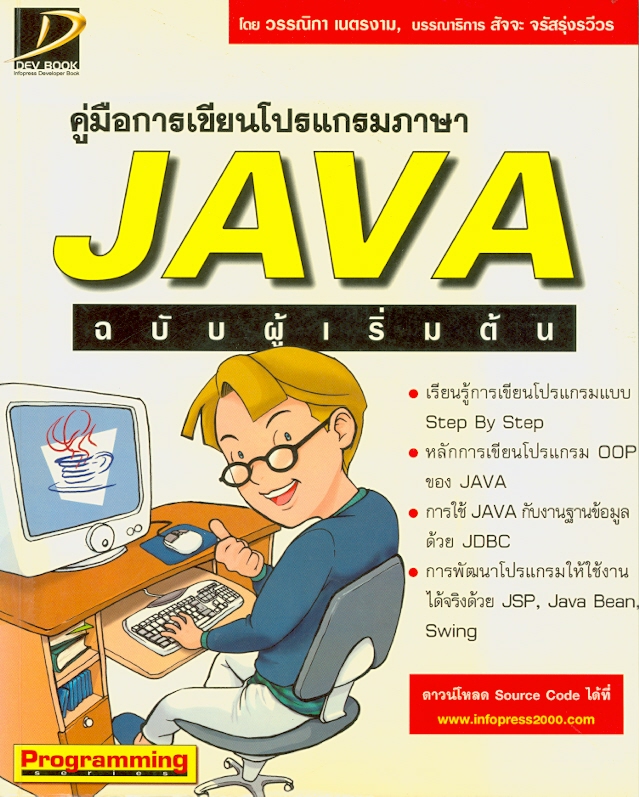 DEV BOOK
Infopress Developer Book
โดย วรรณิกา เนตรงาม, บรรณาธิการ สัจจะ จรัสรุ่งรวีวร
คู่มือการเขียนโปรแกรมภาษา
JAVA
ฉบับผู้เริ่มต้น
เรียนรู้การเขียนโปรแกรมแบบ
Step By Step
หลักการเขียนโปรแกรม OOP
ของ JAVA
การใช้ JAVA กับงานฐานข้อมูล
ด้วย JDBC
การพัฒนาโปรแกรมให้ใช้งาน
ได้จริงด้วย JSP, Java Bean,
Swing
ดาวน์โหลด Source Code ได้ที่
www.infopress2000.com
Programming
series